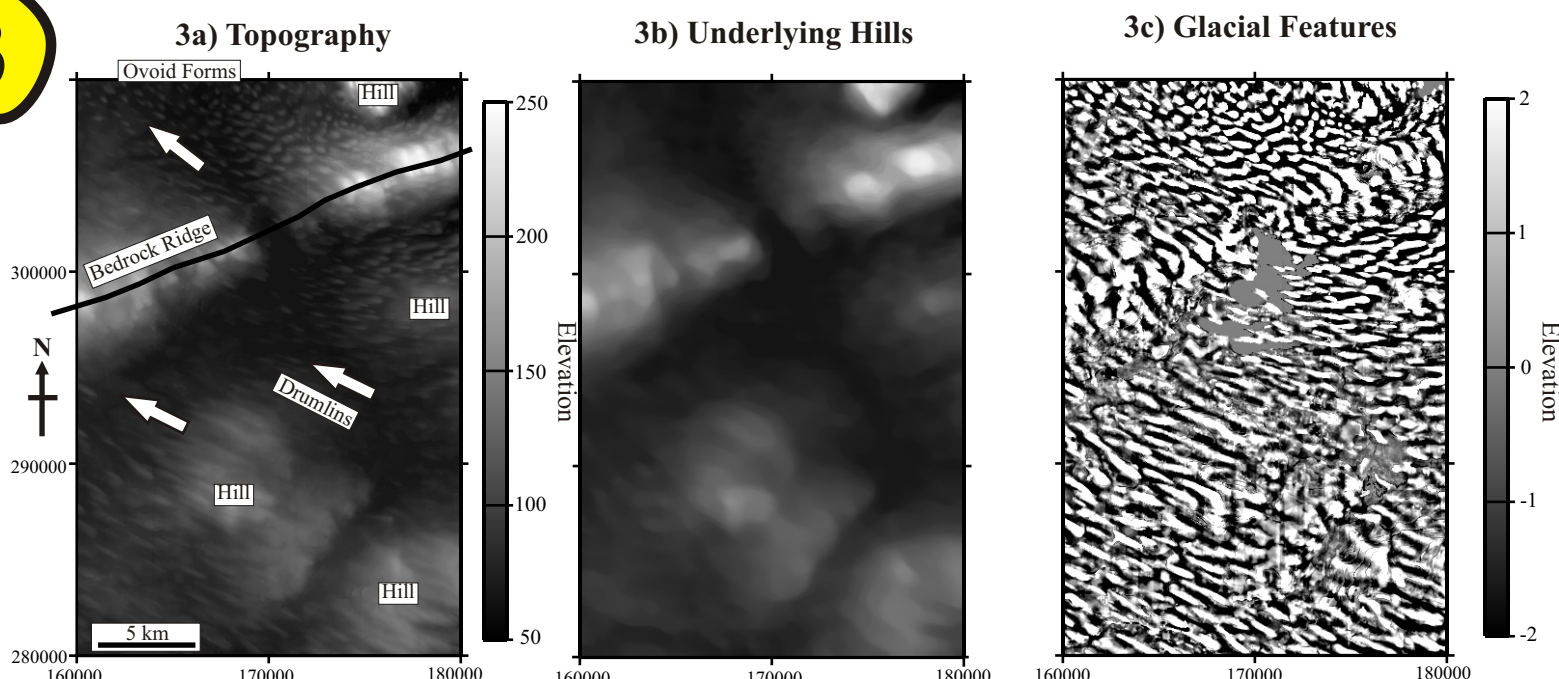 3a) Topography
3b) Underlying Hills
3c) Glacial Features
Ovoid Forms
Hill
Bedrock Ridge
Hill
Drumlins
Hill
Hill
N
5 km
300000
290000
280000
160000
170000
180000
250
200
150
100
50
Elevation
160000
170000
180000
160000
170000
180000
2
1
0
-1
-2
Elevation